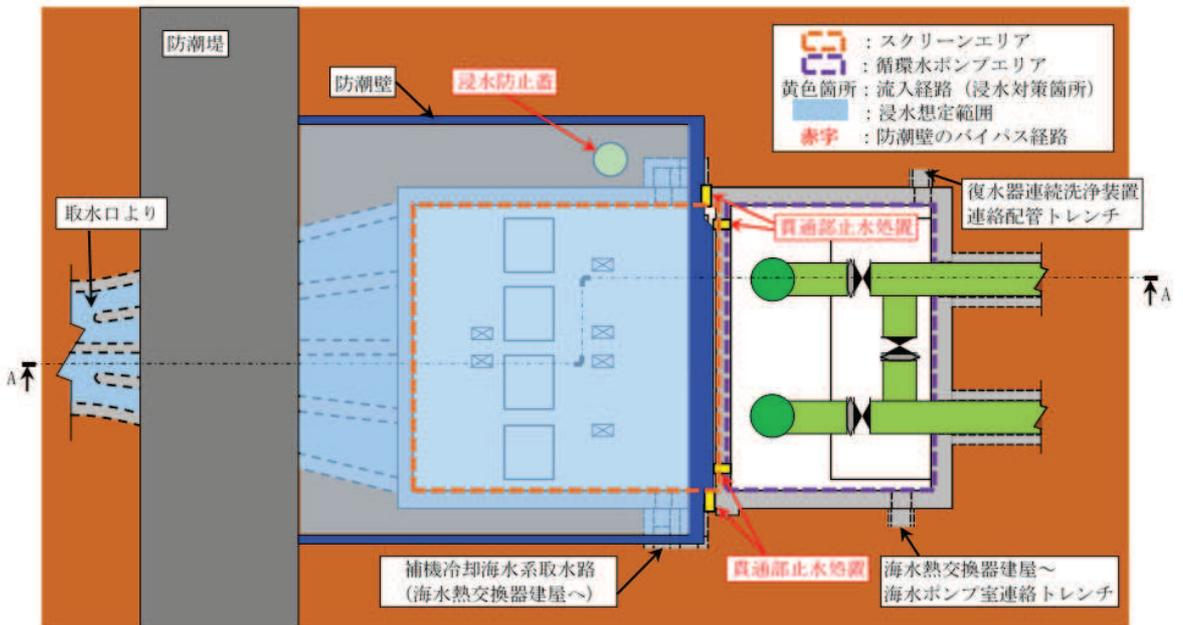 防潮堤
防潮壁
浸水防止蓋
: スクリーンエリア
: 循環水ポンプエリア
黄色箇所 : 流入経路 (浸水対策箇所)
: 浸水想定範囲
赤字 : 防潮壁のバイパス経路
取水口より
貫通部止水処置
復水器連続洗浄装置
連絡配管トレンチ
A
A
補機冷却海水系取水路
(海水熱交換器建屋へ)
貫通部止水処置
海水熱交換器建屋～
海水ポンプ室連絡トレンチ